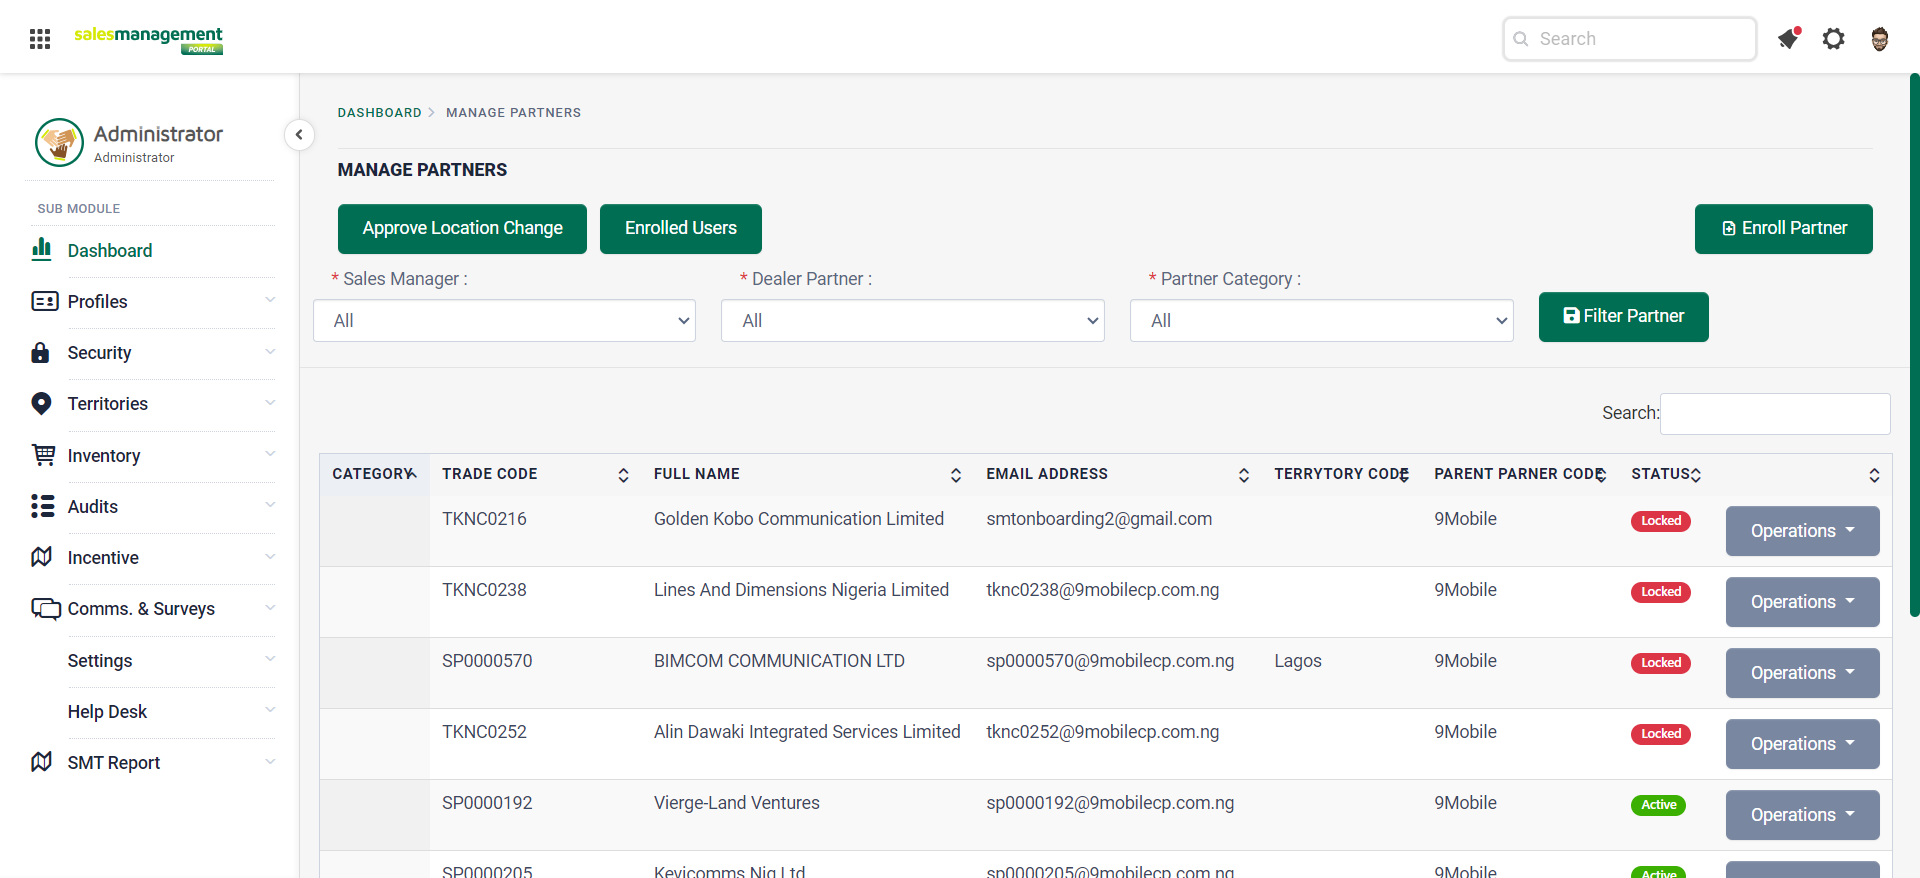 salesmanagement
PORTAL
Search
Administrator
Administrator
SUB MODULE
Dashboard
Profiles
Security
Territories
Inventory
Audits
Incentive
Comms. & Surveys
Settings
Help Desk
SMT Report
DASHBOARD MANAGE PARTNERS
MANAGE PARTNERS
Approve Location Change Enrolled Users Enroll Partner
* Sales Manager : * Dealer Partner : * Partner Category :
All All All Filter Partner
Search:
CATEGORY TRADE CODE FULL NAME EMAIL ADDRESS TERRYTORY CODE PARENT PARNER CODE STATUS
TKNC0216 Golden Kobo Communication Limited smtonboarding2@gmail.com 9Mobile Locked Operations
TKNC0238 Lines And Dimensions Nigeria Limited tknc0238@9mobilecp.com.ng 9Mobile Locked Operations
SP0000570 BIMCOM COMMUNICATION LTD sp0000570@9mobilecp.com.ng Lagos 9Mobile Locked Operations
TKNC0252 Alin Dawaki Integrated Services Limited tknc0252@9mobilecp.com.ng 9Mobile Locked Operations
SP0000192 Vierge-Land Ventures sp0000192@9mobilecp.com.ng 9Mobile Active Operations
SP0000205 Kevicomms Nig Ltd sp0000205@9mobilecp.com.ng 9Mobile Active